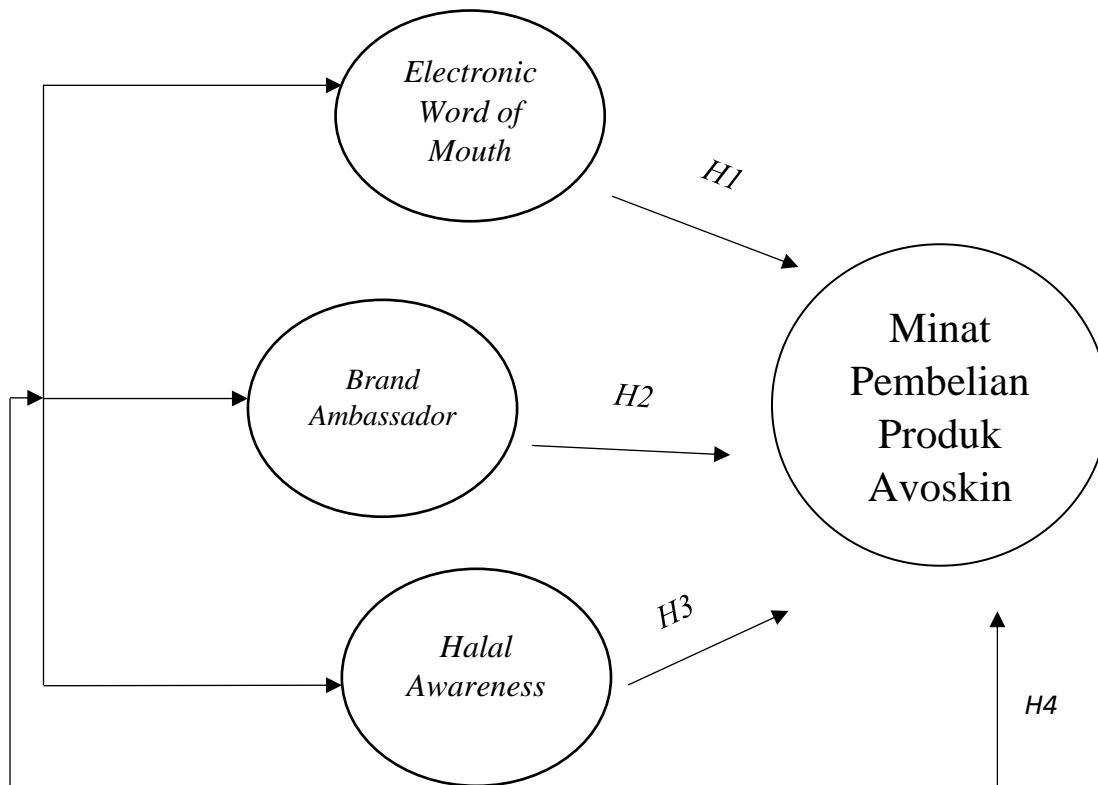 Electronic
Word of
Mouth
H1
Brand
Ambassador
H2
Minat
Pembelian
Produk
Avoskin
Halal
Awareness
H3
H4